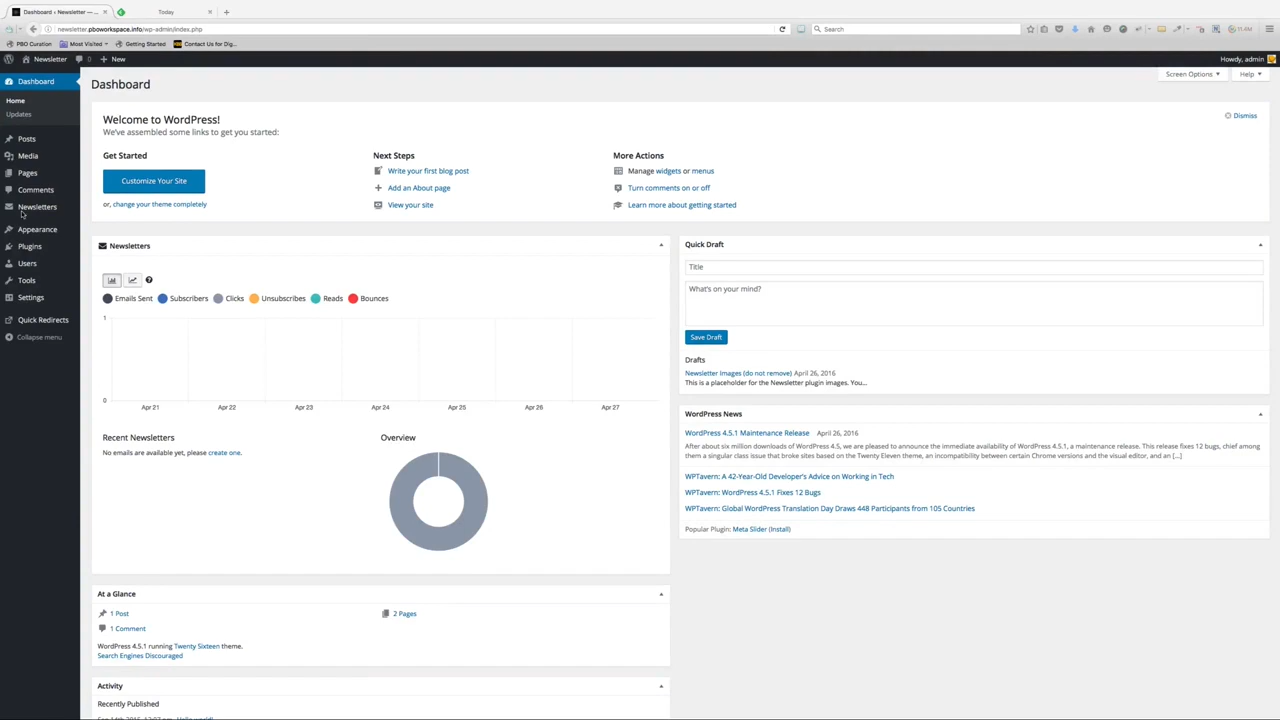 Dashboard ‹ Newsletter —...
Today
newsletter.pboworkspace.info/wp-admin/index.php
Search
11 AM
PBO Curation
Most Visited
Getting Started
Contact Us for Dig...
Newsletter
0
New
Howdy, admin
Dashboard
Home
Updates
Posts
Media
Pages
Comments
Newsletters
Appearance
Plugins
Users
Tools
Settings
Quick Redirects
Collapse menu
Dashboard
Screen Options
Help
Welcome to WordPress!
We've assembled some links to get you started:
Dismiss
Get Started
Customize Your Site
or, change your theme completely
Next Steps
Write your first blog post
Add an About page
View your site
More Actions
Manage widgets or menus
Turn comments on or off
Learn more about getting started
Newsletters
Emails Sent
Subscribers
Clicks
Unsubscribes
Reads
Bounces
1
0
Apr 21
Apr 22
Apr 23
Apr 24
Apr 25
Apr 26
Apr 27
Recent Newsletters
No emails are available yet, please create one.
Overview
At a Glance
1 Post
2 Pages
1 Comment
WordPress 4.5.1 running Twenty Sixteen theme.
Search Engines Discouraged
Activity
Recently Published
Quick Draft
Title
What's on your mind?
Save Draft
Drafts
Newsletter Images (do not remove) April 26, 2016
This is a placeholder for the Newsletter plugin images. You...
WordPress News
WordPress 4.5.1 Maintenance Release April 26, 2016
After about six million downloads of WordPress 4.5, we are pleased to announce the immediate availability of WordPress 4.5.1, a maintenance release. This release fixes 12 bugs, chief among
them a singular class issue that broke sites based on the Twenty Eleven theme, an incompatibility between certain Chrome versions and the visual editor, and an [...]
WPTavern: A 42-Year-Old Developer's Advice on Working in Tech
WPTavern: WordPress 4.5.1 Fixes 12 Bugs
WPTavern: Global WordPress Translation Day Draws 448 Participants from 105 Countries
Popular Plugin: Meta Slider (Install)